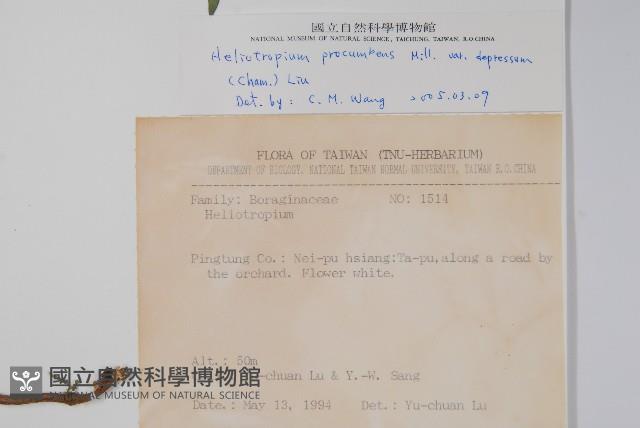 國立自然科學博物館
NATIONAL MUSEUM OF NATURAL SCIENCE, TAICHUNG, TAIWAN, R.O.CHINA
Heliotropium procumbens Mill. var. depressum
(Cham.) Liu
Det. by: C. M. Wang 2005.03.09
FLORA OF TAIWAN (TNU-HERBARIUM)
DEPARTMENT OF BIOLOGY, NATIONAL TAIWAN NORMAL UNIVERSITY, TAIWAN R.O.CHINA
Family: Boraginaceae NO: 1514
Heliotropium
Pingtung Co.: Nei-pu hsiang:Ta-pu,along a road by
the orchard. Flower white.
Alt.: 50m
-chuan Lu & Y.-W. Sang
Date.: May 13, 1994 Det.: Yu-chuan Lu
國立自然科學博物館
NATIONAL MUSEUM OF NATURAL SCIENCE